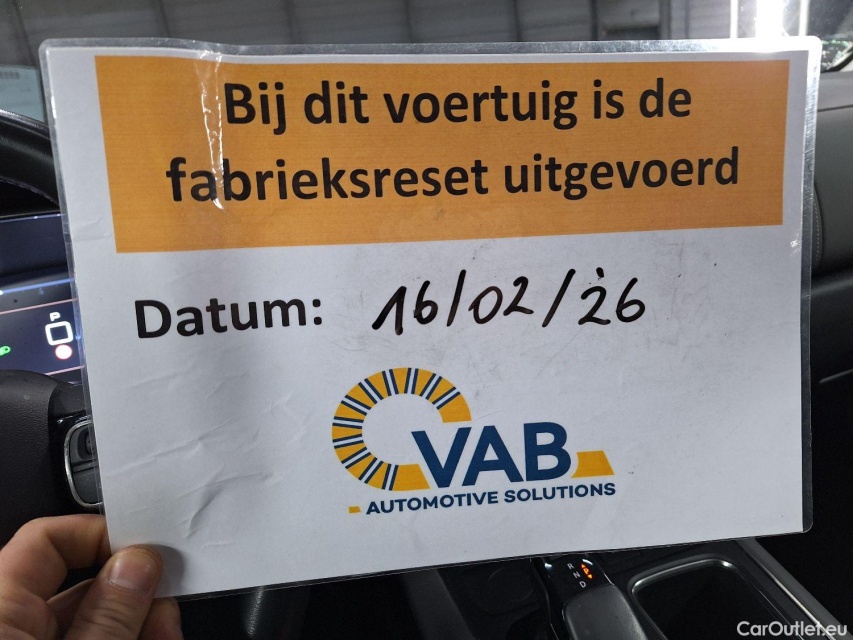 Bij dit voertuig is de
fabrieksreset uitgevoerd
Datum: 16/02/26
VAB
AUTOMOTIVE SOLUTIONS
P
R
N
D
CarOutlet.eu